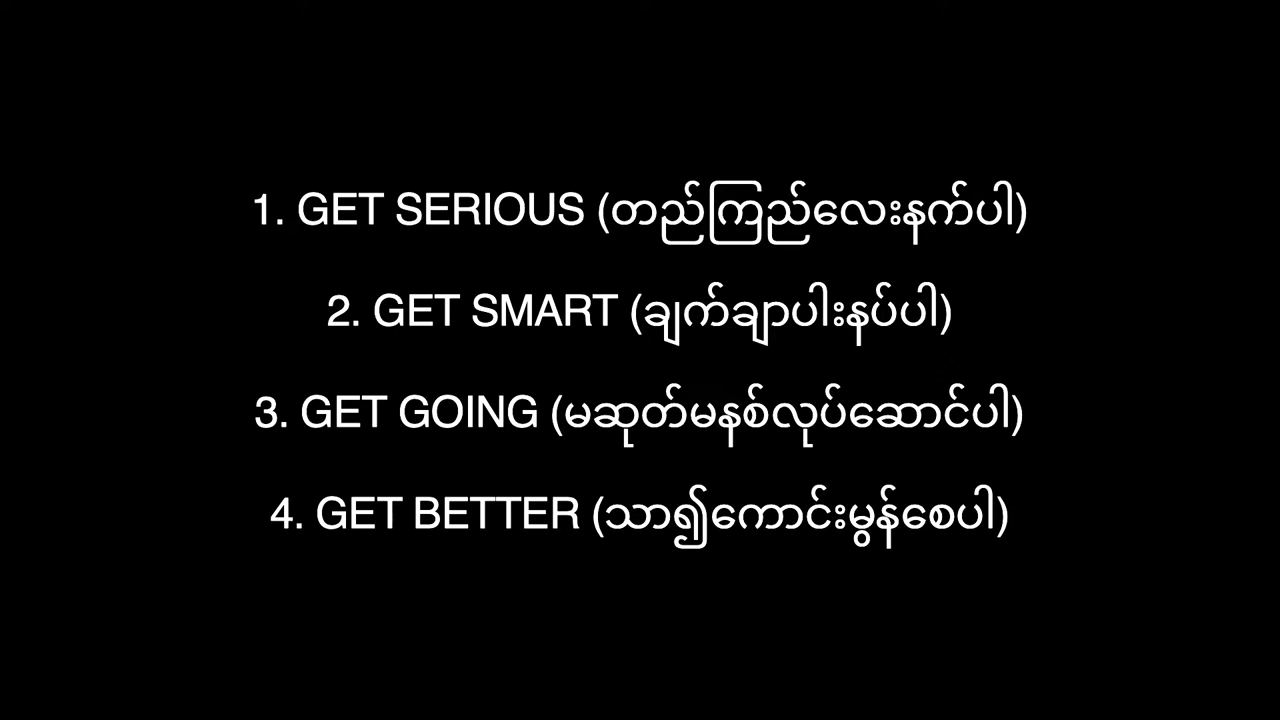 1. GET SERIOUS (တည်ကြည်လေးနက်ပါ)
2. GET SMART (ချက်ချာပါးနပ်ပါ)
3. GET GOING (မဆုတ်မနစ်လုပ်ဆောင်ပါ)
4. GET BETTER (သာ၍ကောင်းမွန်စေပါ)